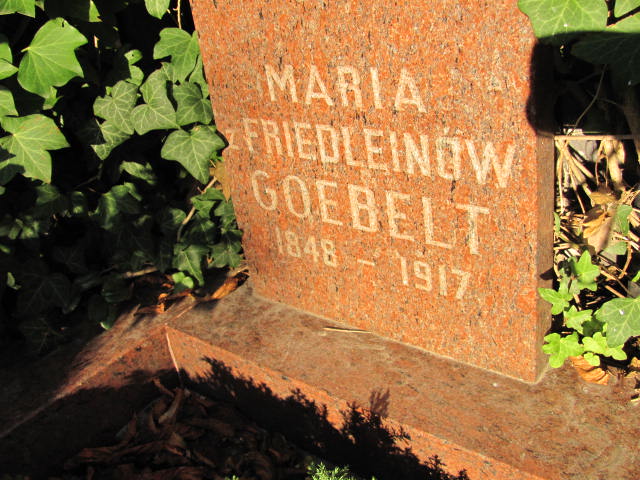 MARIA
z FRIEDLEINÓW
GOEBELT
1848 - 1917